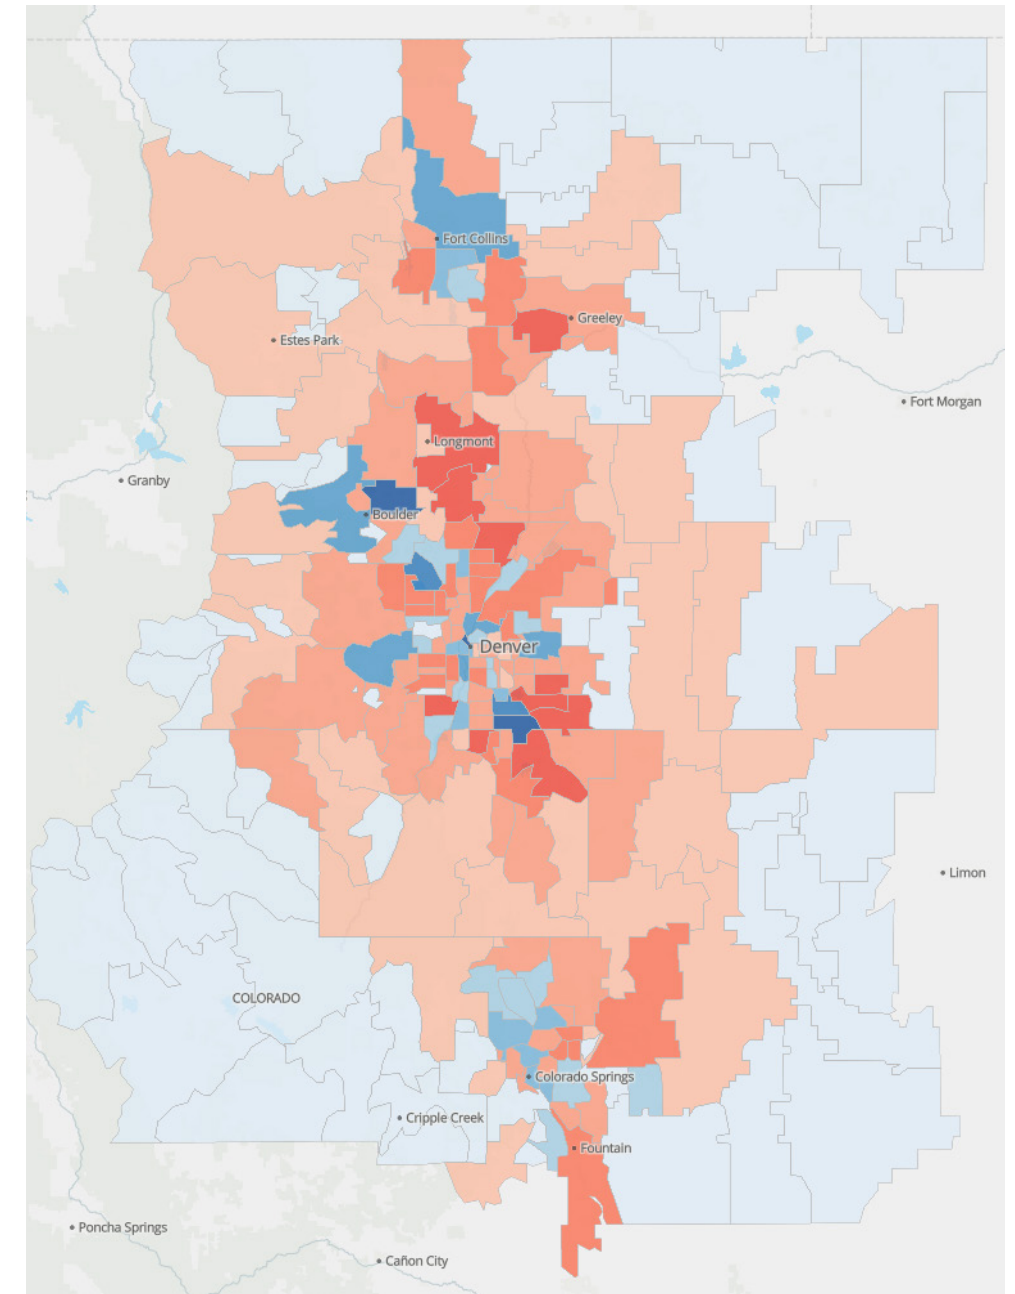 Fort Collins
Greeley
Estes Park
Fort Morgan
Longmont
Granby
Boulder
Denver
Limon
COLORADO
Colorado Springs
Cripple Creek
Fountain
Poncha Springs
Cañon City